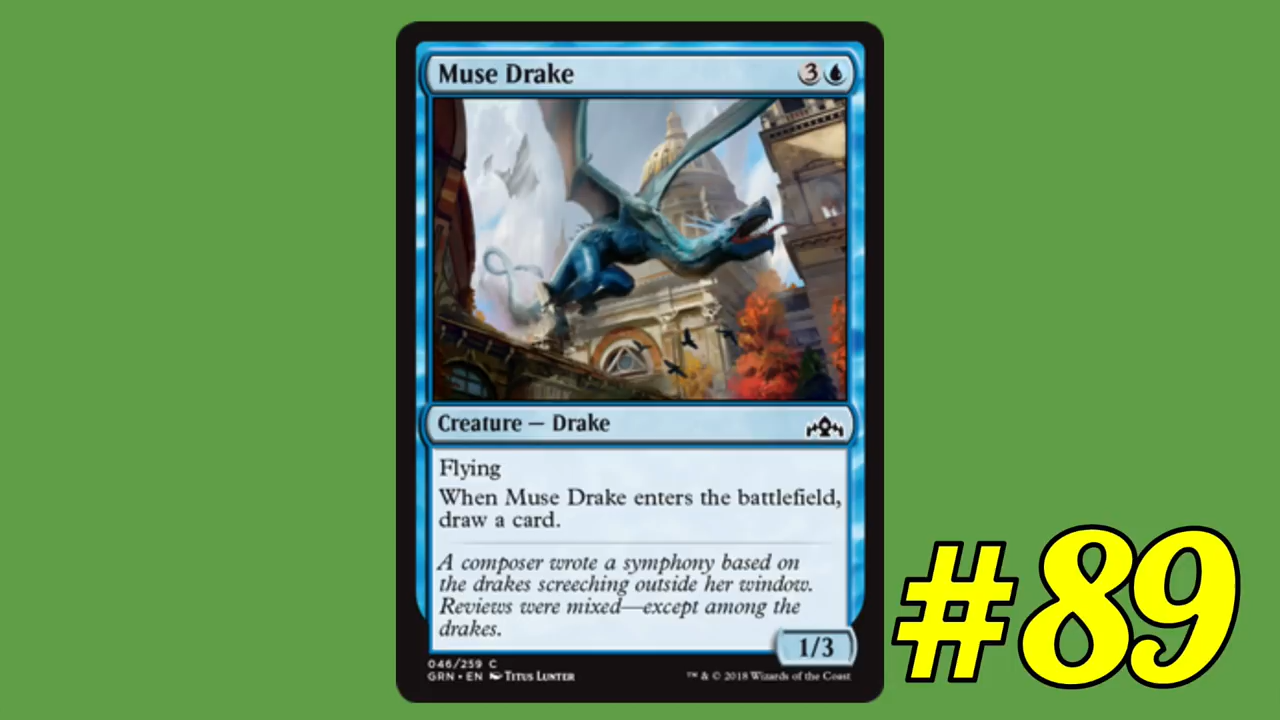 Muse Drake
3
Creature — Drake
Flying
When Muse Drake enters the battlefield,
draw a card.
A composer wrote a symphony based on
the drakes screeching outside her window.
Reviews were mixed—except among the
drakes.
1/3
046/259 C
GRN • EN Titus Lunter
™ & © 2018 Wizards of the Coast
#89